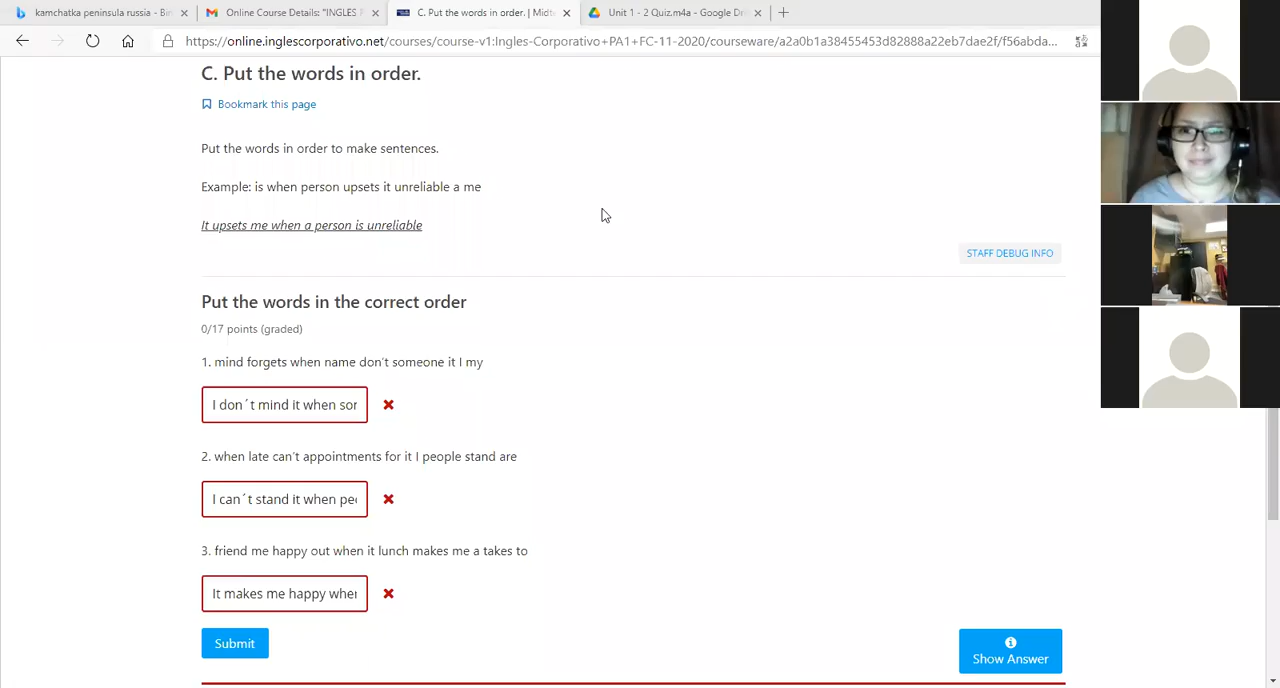 kamchatka peninsula russia - Bin
Online Course Details: "INGLES P
C. Put the words in order. | Midte
Unit 1 - 2 Quiz.m4a - Google Dri
https://online.inglescorporativo.net/courses/course-v1:Ingles-Corporativo+PA1+FC-11-2020/courseware/a2a0b1a38455453d82888a22eb7dae2f/f56abda...
C. Put the words in order.
Bookmark this page
Put the words in order to make sentences.
Example: is when person upsets it unreliable a me
It upsets me when a person is unreliable
STAFF DEBUG INFO
Put the words in the correct order
0/17 points (graded)
1. mind forgets when name don't someone it I my
I don´t mind it when sor
2. when late can't appointments for it I people stand are
I can´t stand it when pe
3. friend me happy out when it lunch makes me a takes to
It makes me happy wher
Submit
Show Answer